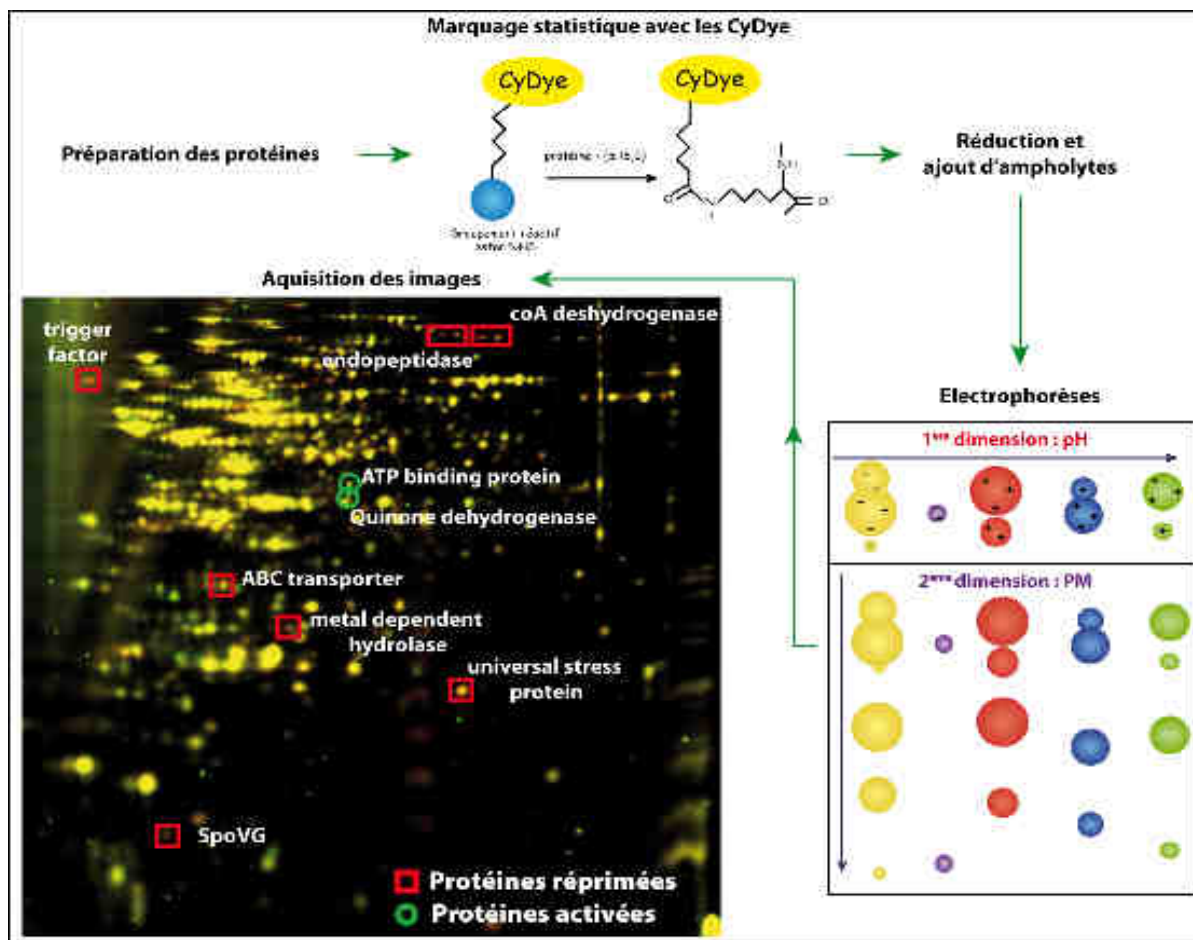 Marquage statistique avec les CyDye
CyDye
CyDye
Préparation des protéines
Réduction et
ajout d'ampholytes
Aquisition des images
trigger
factor
coA deshydrogenase
endopeptidase
ATP binding protein
Quinone dehydrogenase
ABC transporter
metal dependent
hydrolase
universal stress
protein
SpoVG
Protéines réprimées
Protéines activées
Electrophorèses
dimension : pH
dimension : PM